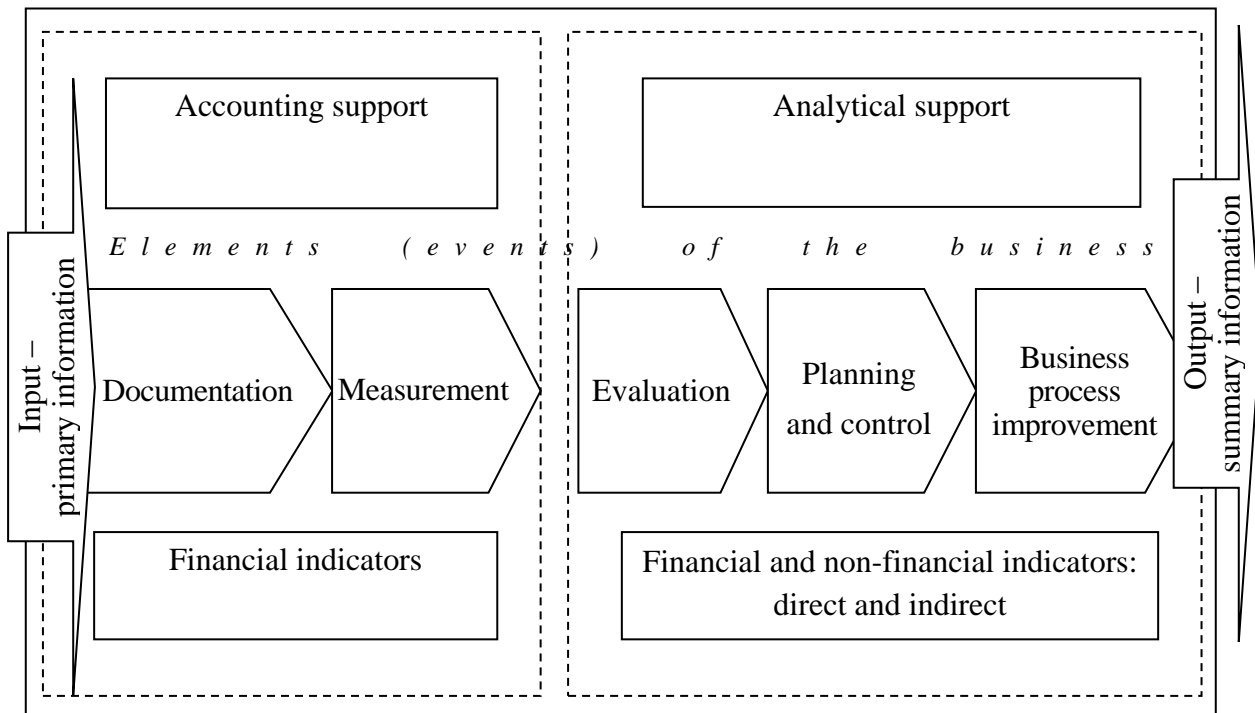 Accounting support
Analytical support
Elements (events) of the business
Input –
primary information
Documentation
Measurement
Evaluation
Planning
and control
Business
process
improvement
Output –
summary information
Financial indicators
Financial and non-financial indicators:
direct and indirect